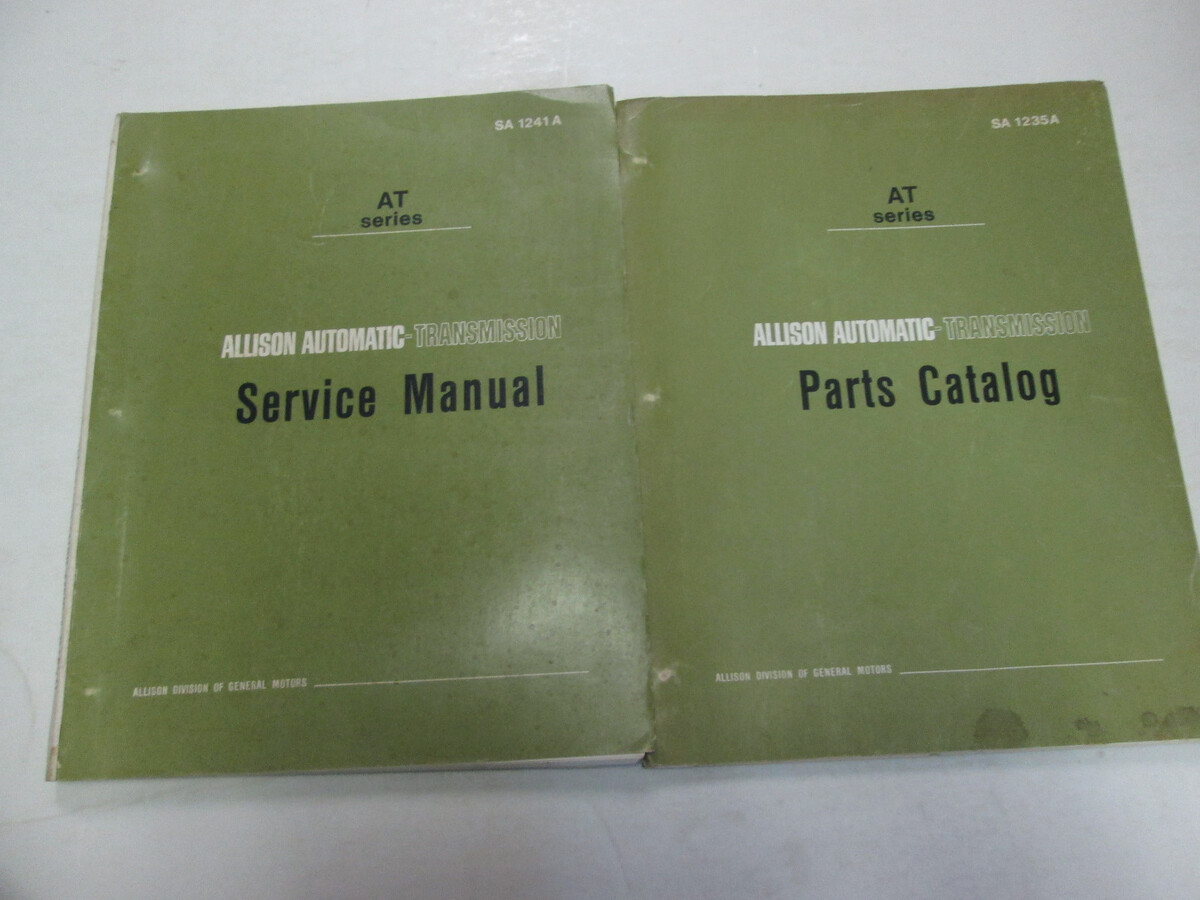 SA 1241 A
AT
series
ALLISON AUTOMATIC-TRANSMISSION
Service Manual
ALLISON DIVISION OF GENERAL MOTORS
SA 1235A
AT
series
ALLISON AUTOMATIC-TRANSMISSION
Parts Catalog
ALLISON DIVISION OF GENERAL MOTORS